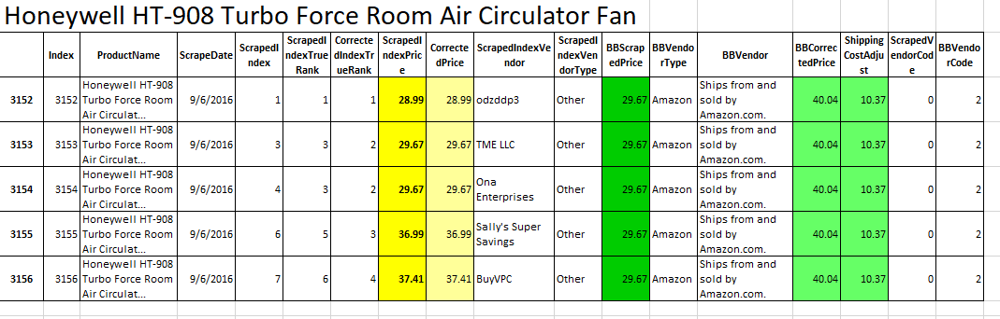 Honeywell HT-908 Turbo Force Room Air Circulator Fan
Index ProductName ScrapeDate ScrapedIndex ScrapedIndexTrueRank CorrectedIndexTrueRank ScrapedIndexPrice CorrectedPrice ScrapedIndexVendor ScrapedIndexVendorType BBScrapedPrice BBVendorType BBVendor BBCorrectedPrice ShippingCostAdjust ScrapedVendorCode BBVendorCode
3152 3152 Honeywell HT-908 Turbo Force Room Air Circulat... 9/6/2016 1 1 1 28.99 28.99 odzddp3 Other 29.67 Amazon Ships from and sold by Amazon.com. 40.04 10.37 0 2
3153 3153 Honeywell HT-908 Turbo Force Room Air Circulat... 9/6/2016 3 3 2 29.67 29.67 TME LLC Other 29.67 Amazon Ships from and sold by Amazon.com. 40.04 10.37 0 2
3154 3154 Honeywell HT-908 Turbo Force Room Air Circulat... 9/6/2016 4 3 2 29.67 29.67 Ona Enterprises Other 29.67 Amazon Ships from and sold by Amazon.com. 40.04 10.37 0 2
3155 3155 Honeywell HT-908 Turbo Force Room Air Circulat... 9/6/2016 6 5 3 36.99 36.99 Sally's Super Savings Other 29.67 Amazon Ships from and sold by Amazon.com. 40.04 10.37 0 2
3156 3156 Honeywell HT-908 Turbo Force Room Air Circulat... 9/6/2016 7 6 4 37.41 37.41 BuyVPC Other 29.67 Amazon Ships from and sold by Amazon.com. 40.04 10.37 0 2